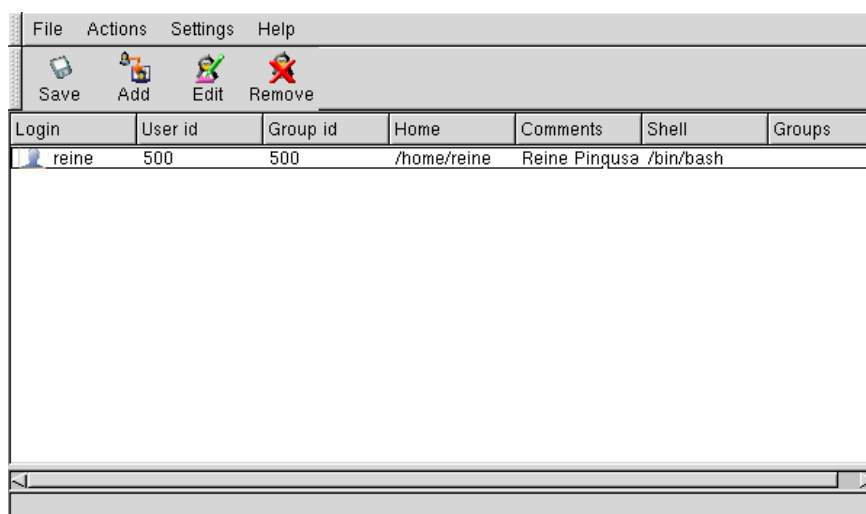 File Actions Settings Help
Save Add Edit Remove
Login User id Group id Home Comments Shell Groups
reine 500 500 /home/reine Reine Pingusa /bin/bash